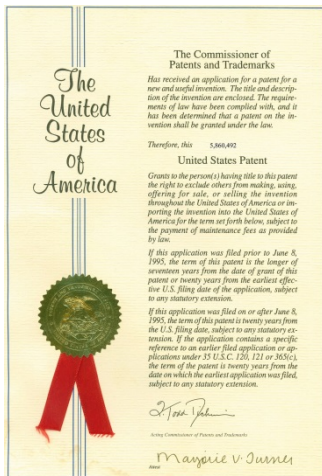 The
United
States
of
America
The Commissioner of
Patents and Trademarks
Has received an application for a patent for a
new and useful invention. The title and descrip-
tion of the invention are enclosed. The require-
ments of law have been complied with, and it
has been determined that a patent on the in-
vention shall be granted under the law.
Therefore, this 5,860,492
United States Patent
Grants to the person(s) having title to this patent
the right to exclude others from making, using,
offering for sale, or selling the invention
throughout the United States of America or im-
porting the invention into the United States of
America for the term set forth below, subject
to the payment of maintenance fees as provided
by law.
If this application was filed prior to June 8,
1995, the term of this patent is the longer of
seventeen years from the date of grant of this
patent or twenty years from the earliest effec-
tive U.S. filing date of the application, subject
to any statutory extension.
If this application was filed on or after June 8,
1995, the term of this patent is twenty years from
the U.S. filing date, subject to any statutory ex-
tension. If the application contains a specific
reference to an earlier filed application or ap-
plications under 35 U.S.C. 120, 121 or 365(c),
the term of the patent is twenty years from the
date on which the earliest application was filed,
subject to any statutory extension.
Acting Commissioner of Patents and Trademarks
Marjorie V. Turner
Attest